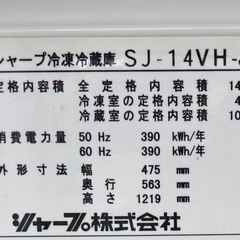 シャープ冷凍冷蔵庫 SJ-14VH-
定格内容積 全定格内容積 14
冷凍室の定格内容積 4
冷蔵室の定格内容積 10
消費電力量 50 Hz 390 kWh/年
60 Hz 390 kWh/年
外形寸法 幅 475 mm
奥行 563 mm
高さ 1219 mm
シャープ株式会社